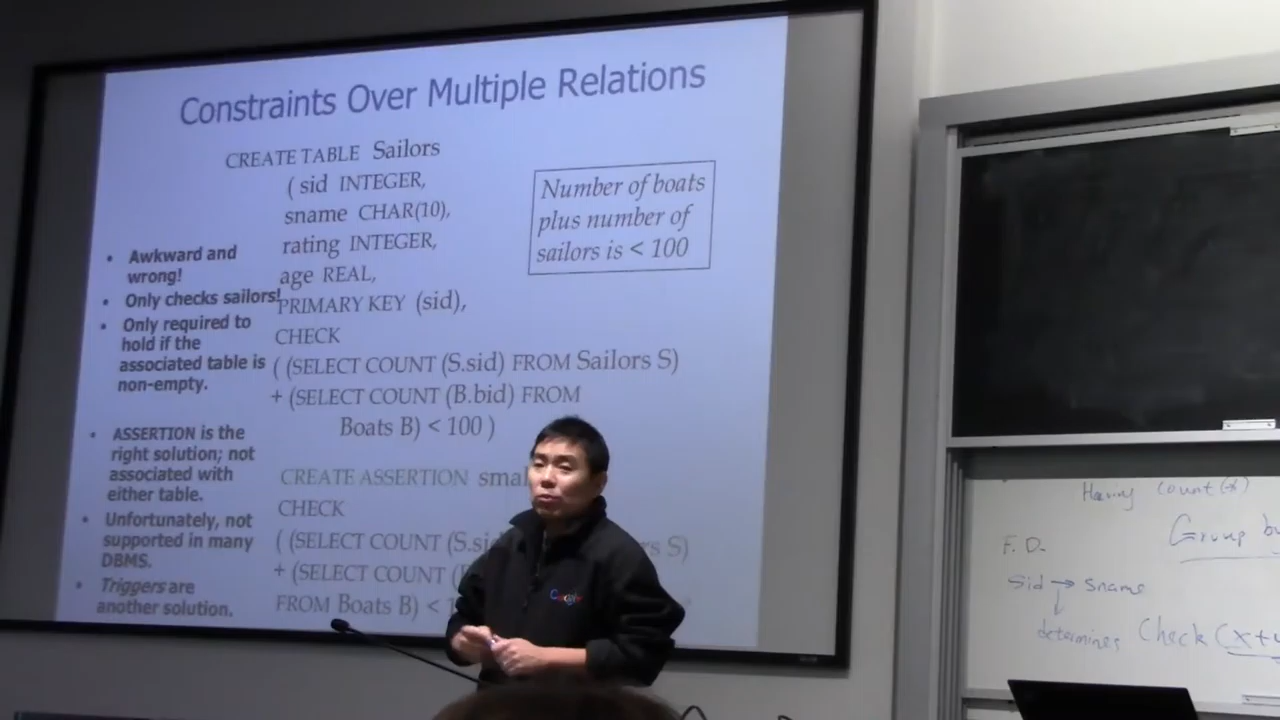 Constraints Over Multiple Relations
CREATE TABLE Sailors
( sid INTEGER,
sname CHAR(10),
rating INTEGER,
age REAL,
PRIMARY KEY (sid),
CHECK
( (SELECT COUNT (S.sid) FROM Sailors S)
+ (SELECT COUNT (B.bid) FROM
Boats B) < 100 )
Number of boats
plus number of
sailors is < 100
• Awkward and
wrong!
• Only checks sailors!
• Only required to
hold if the
associated table is
non-empty.
• ASSERTION is the
right solution; not
associated with
either table.
• Unfortunately, not
supported in many
DBMS.
• Triggers are
another solution.
CREATE ASSERTION
CHECK
( (SELECT COUNT
S)
+ (SELECT COUNT
FROM Boats B) <
Google
Having Count(*)
Group
F.D.
Sid → Sname
determines
Check (x+